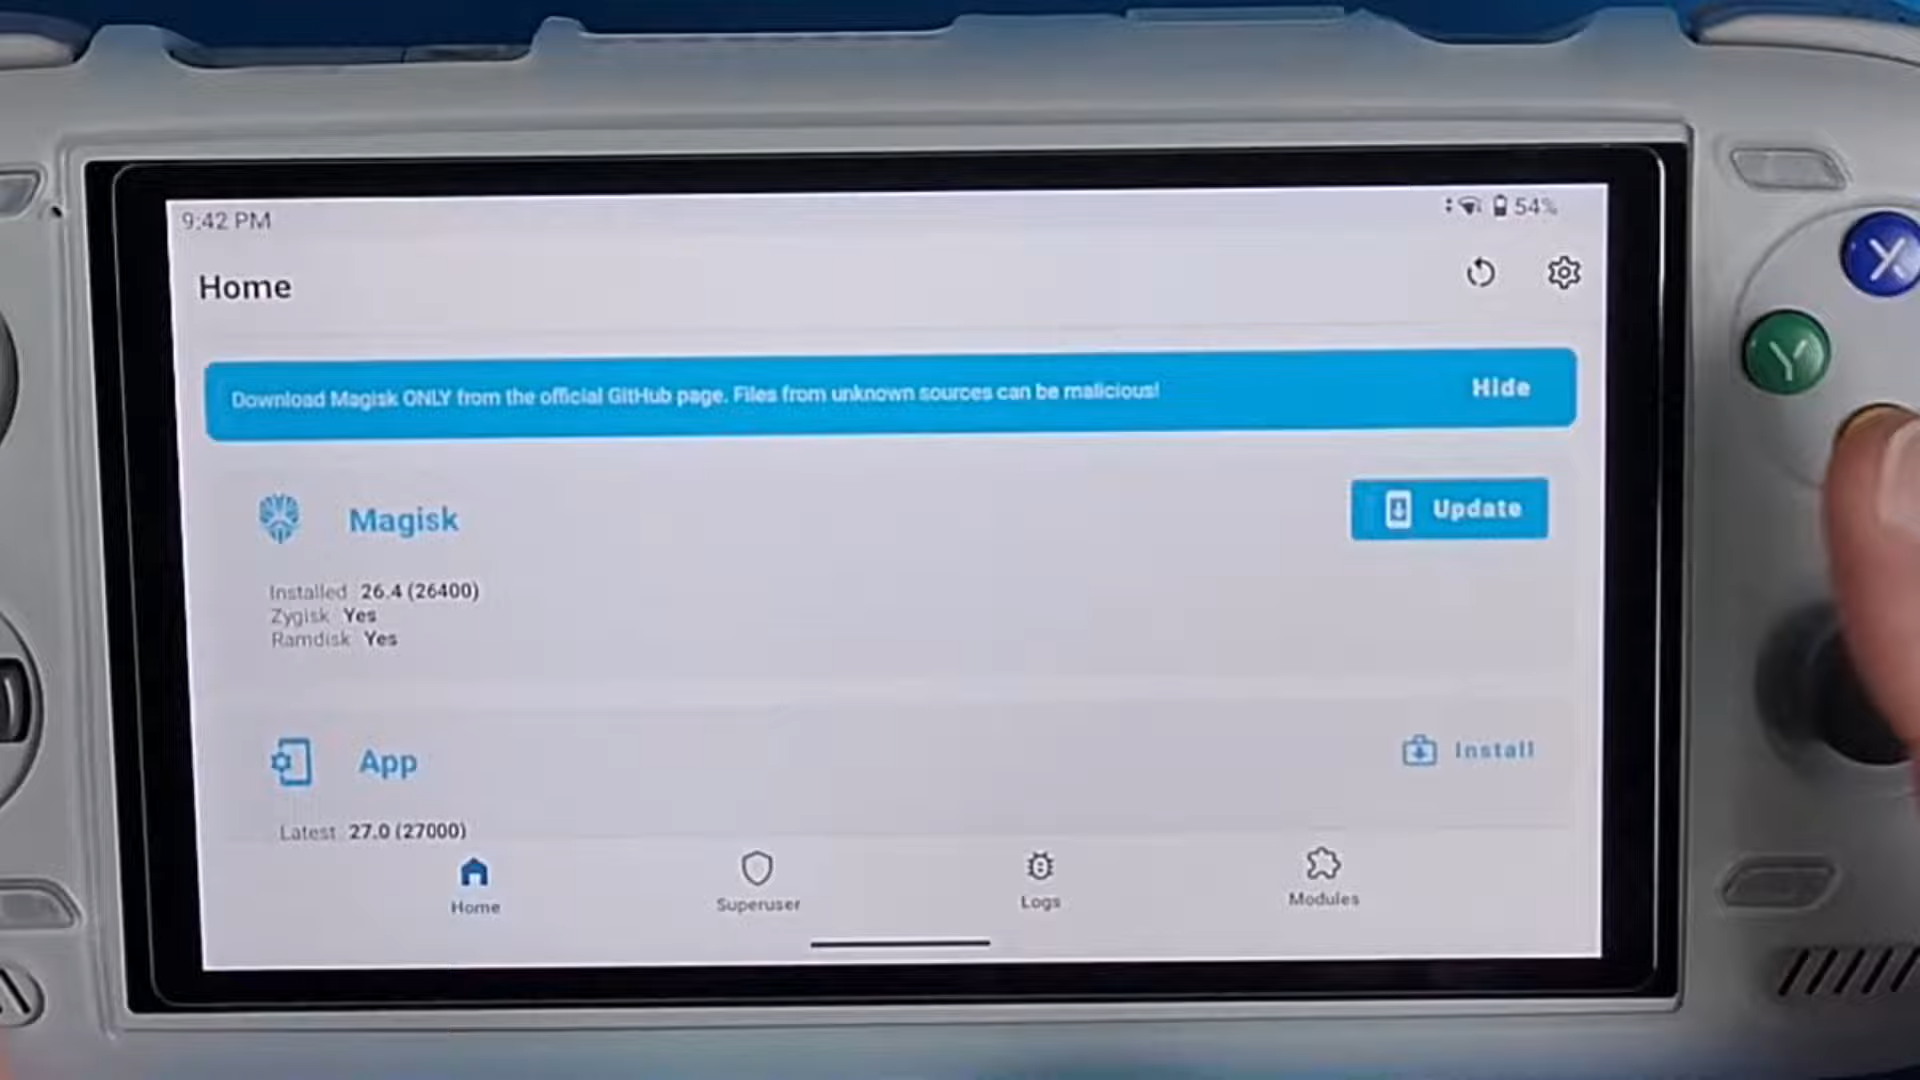 9:42 PM
54%
Home
Download Magisk ONLY from the official GitHub page. Files from unknown sources can be malicious!
Hide
Magisk
Update
Installed 26.4 (26400)
Zygisk Yes
Ramdisk Yes
App
Install
Latest 27.0 (27000)
Home
Superuser
Logs
Modules
X
Y